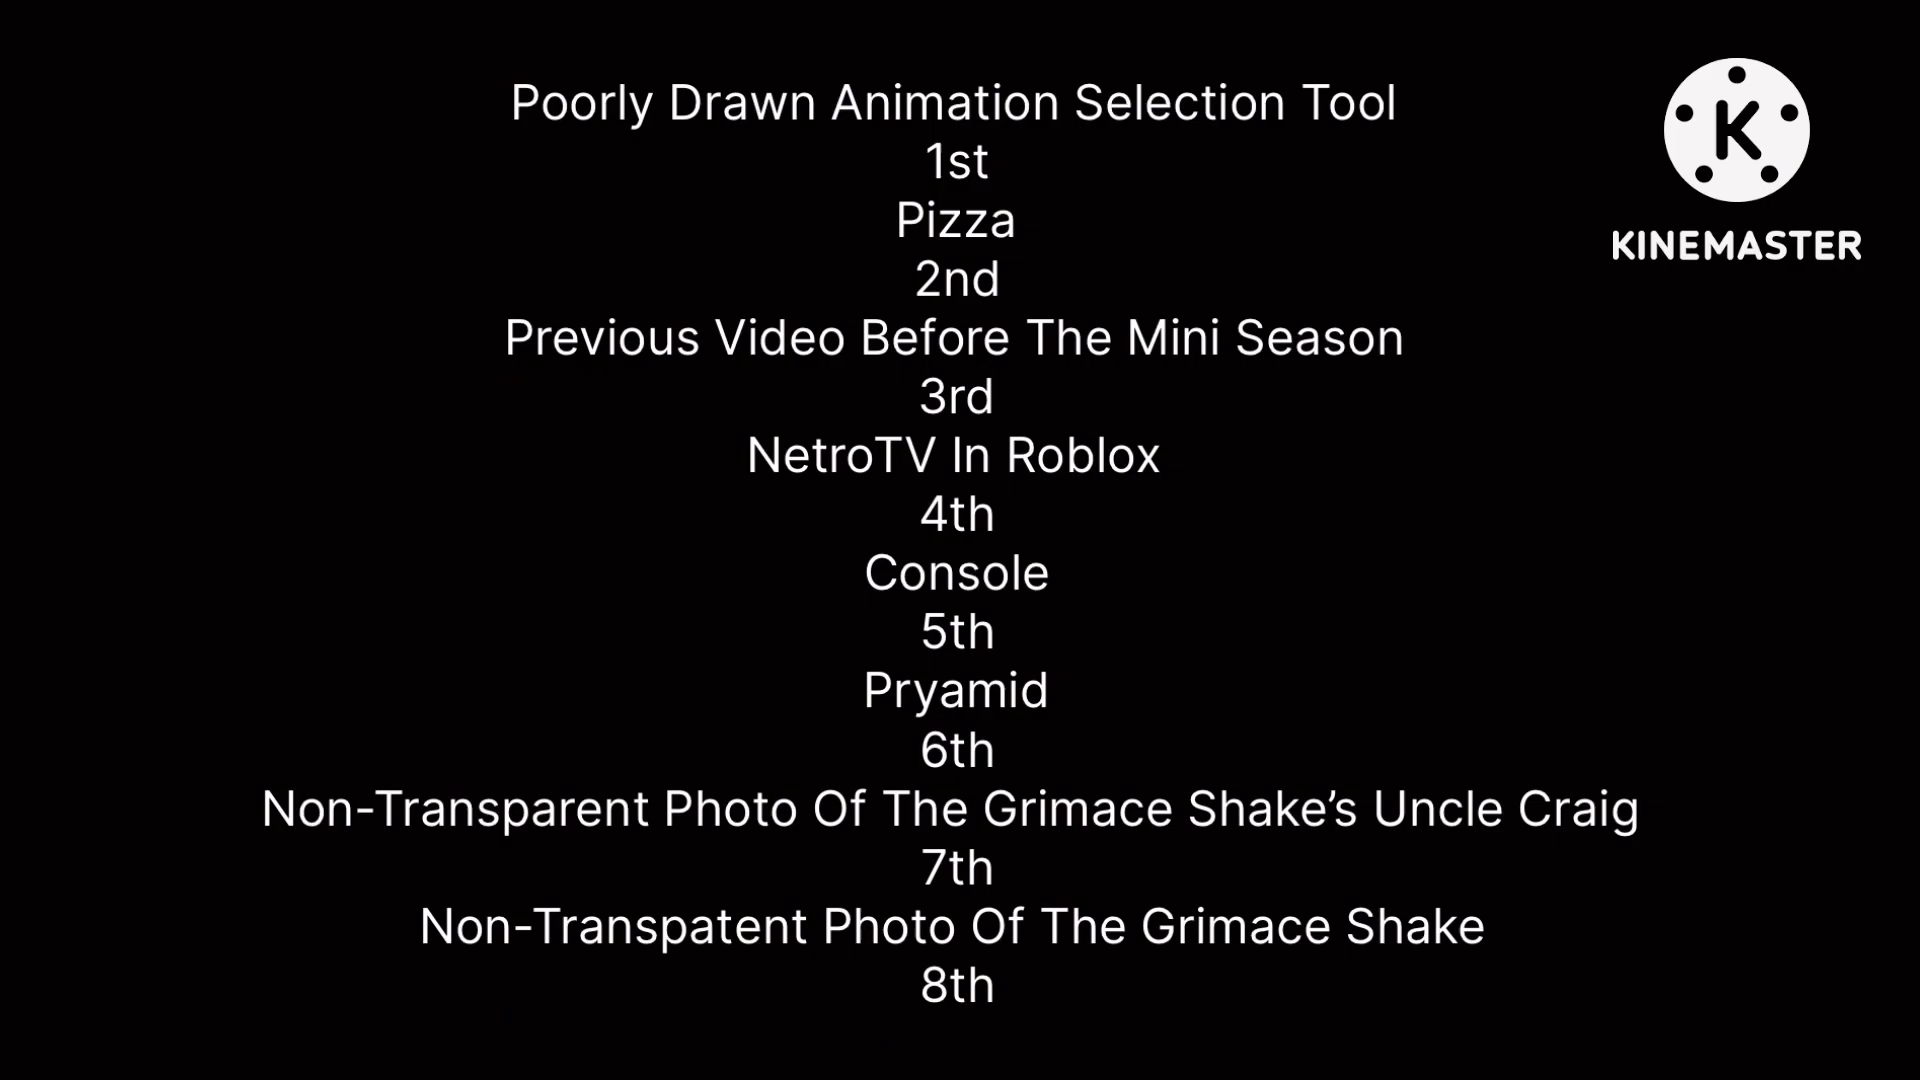 Poorly Drawn Animation Selection Tool
1st
Pizza
2nd
Previous Video Before The Mini Season
3rd
NetroTV In Roblox
4th
Console
5th
Pryamid
6th
Non-Transparent Photo Of The Grimace Shake’s Uncle Craig
7th
Non-Transpatent Photo Of The Grimace Shake
8th
K
KINEMASTER